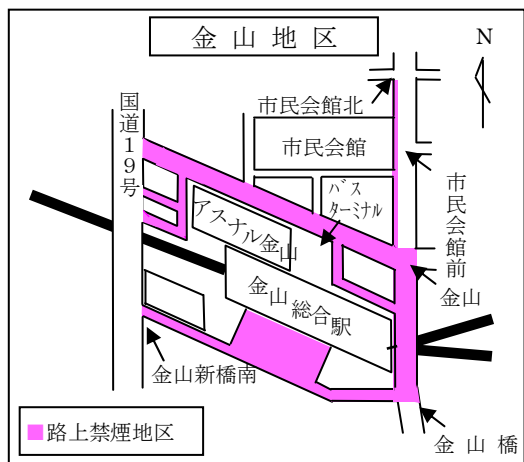 金山地区
N
国道19号
市民会館北
市民会館
バス
ターミナル
市民会館前
アスナル金山
金山
金山総合駅
金山新橋南
路上禁煙地区
金山橋